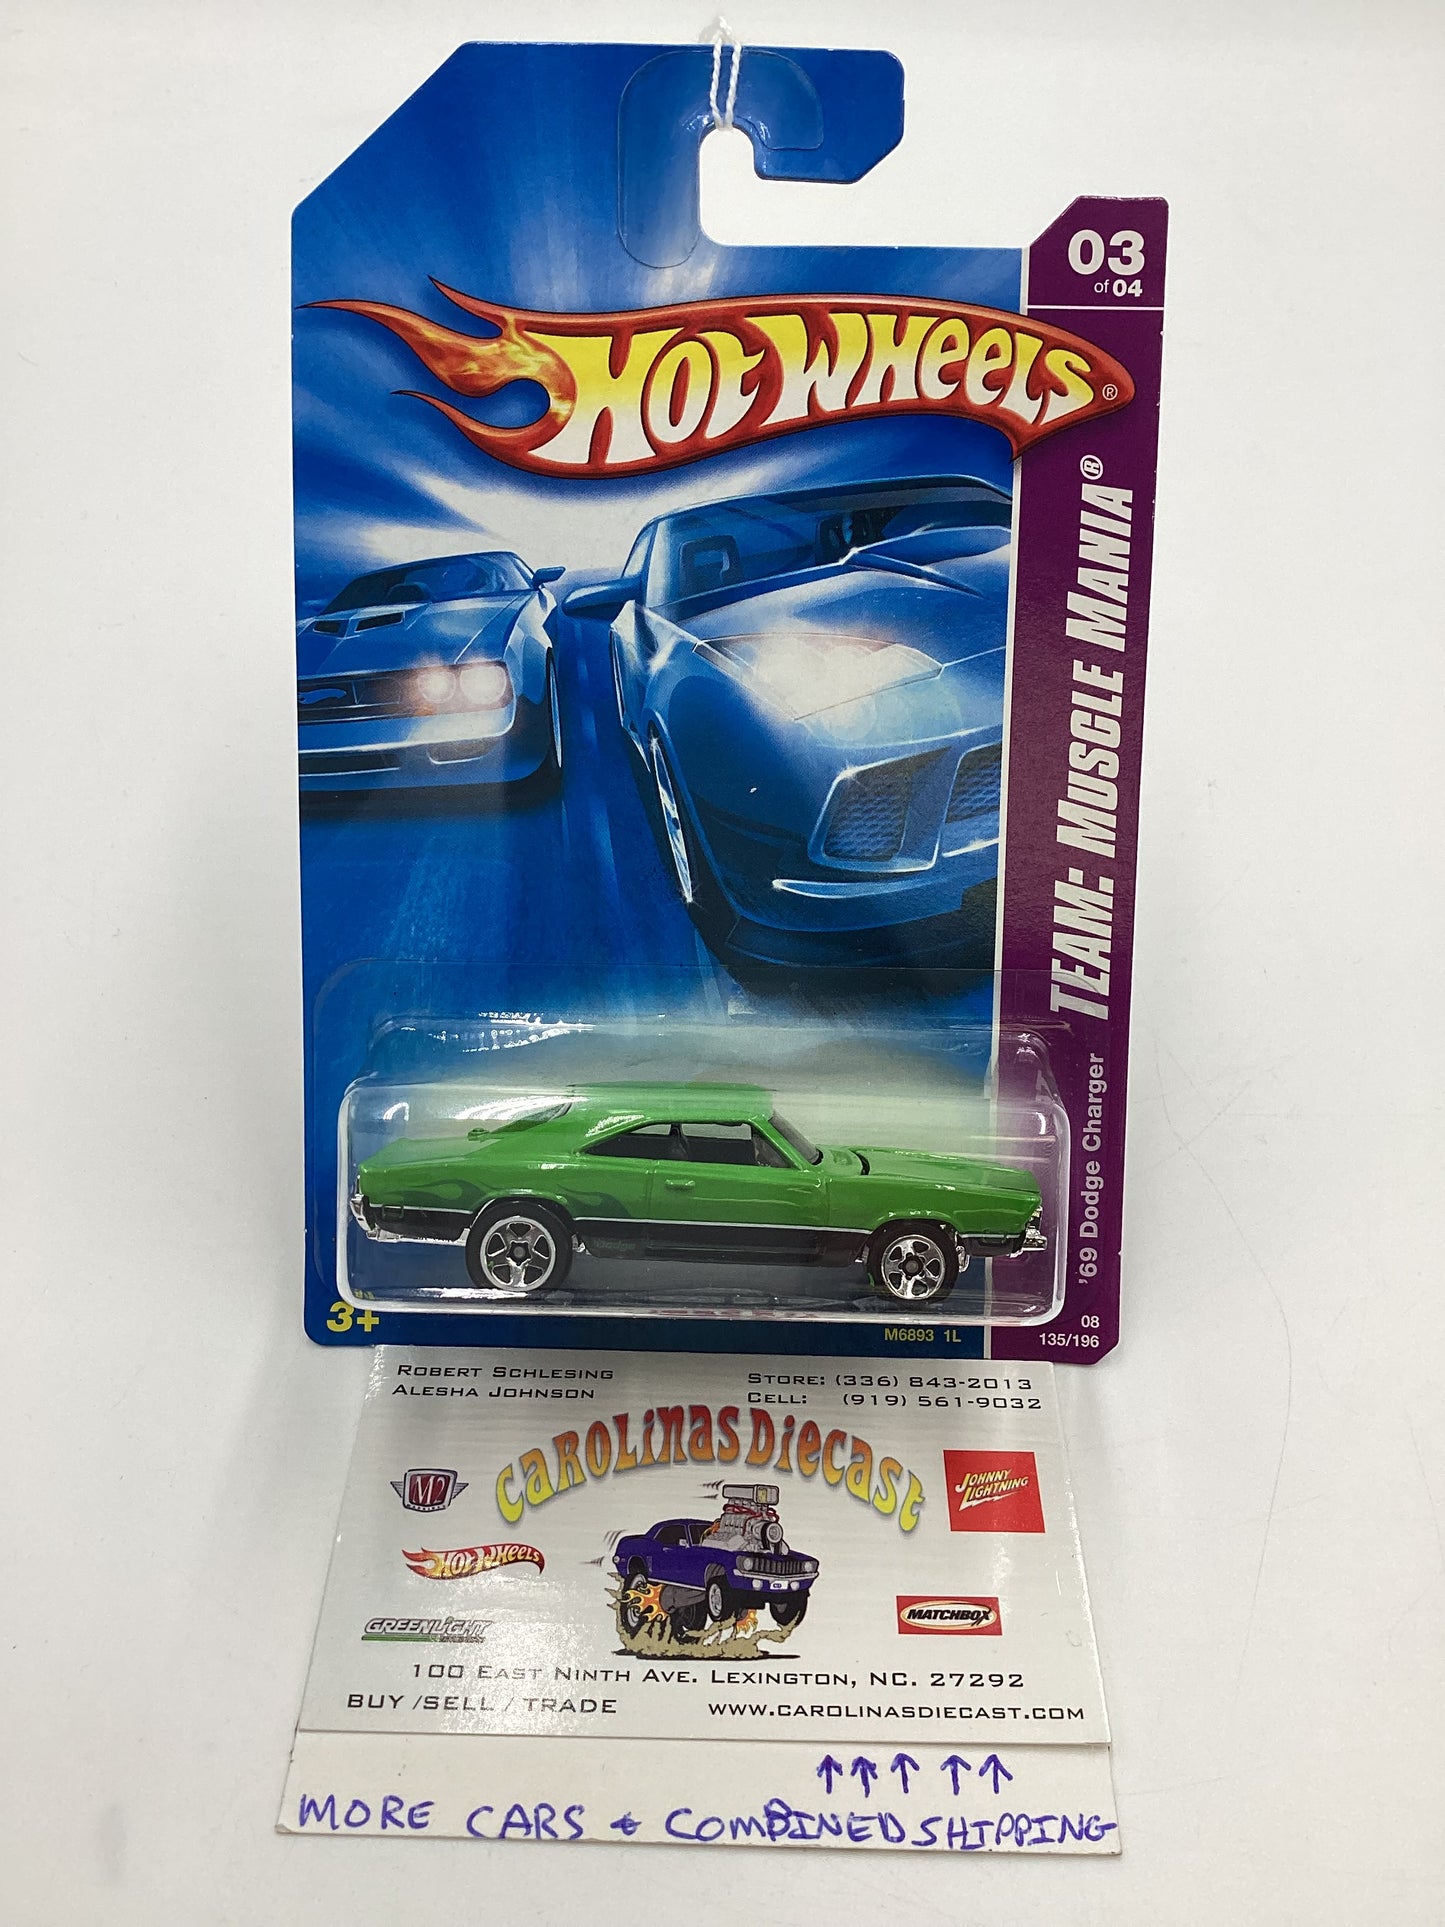 03
of 04
HOT WHEELS®
TEAM: MUSCLE MANIA®
'69 Dodge Charger
3+
M6893 1L
08
135/196
ROBERT SCHLESING
ALESHA JOHNSON
STORE: (336) 843-2013
CELL: (919) 561-9032
CAROLINAS DIECAST
M2
JOHNNY LIGHTNING
HOT WHEELS
MATCHBOX
GREENLIGHT
100 EAST NINTH AVE. LEXINGTON, NC. 27292
BUY /SELL / TRADE
WWW.CAROLINASDIECAST.COM
↑↑↑ ↑↑
MORE CARS & COMBINED SHIPPING